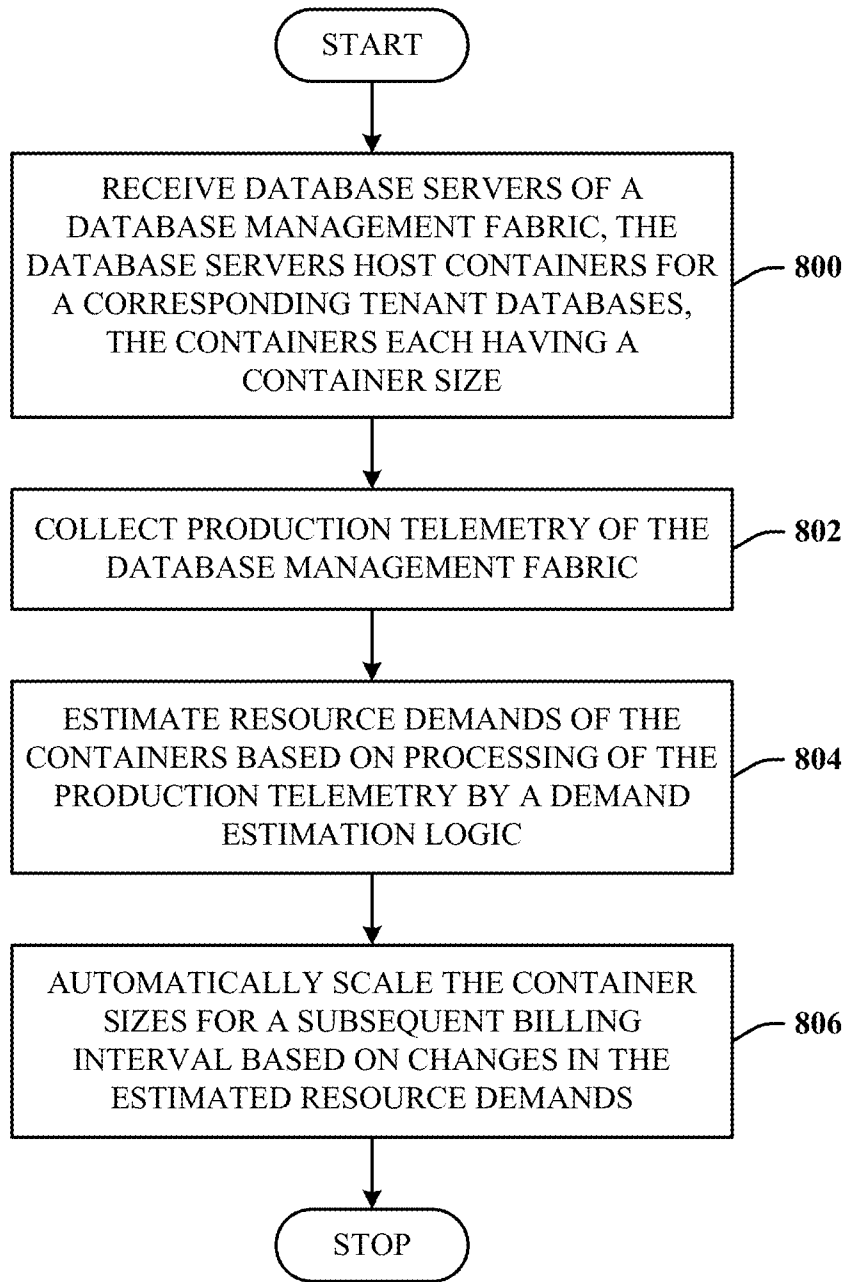 START
RECEIVE DATABASE SERVERS OF A
DATABASE MANAGEMENT FABRIC, THE
DATABASE SERVERS HOST CONTAINERS FOR
A CORRESPONDING TENANT DATABASES,
THE CONTAINERS EACH HAVING A
CONTAINER SIZE
800
COLLECT PRODUCTION TELEMETRY OF THE
DATABASE MANAGEMENT FABRIC
802
ESTIMATE RESOURCE DEMANDS OF THE
CONTAINERS BASED ON PROCESSING OF THE
PRODUCTION TELEMETRY BY A DEMAND
ESTIMATION LOGIC
804
AUTOMATICALLY SCALE THE CONTAINER
SIZES FOR A SUBSEQUENT BILLING
INTERVAL BASED ON CHANGES IN THE
ESTIMATED RESOURCE DEMANDS
806
STOP